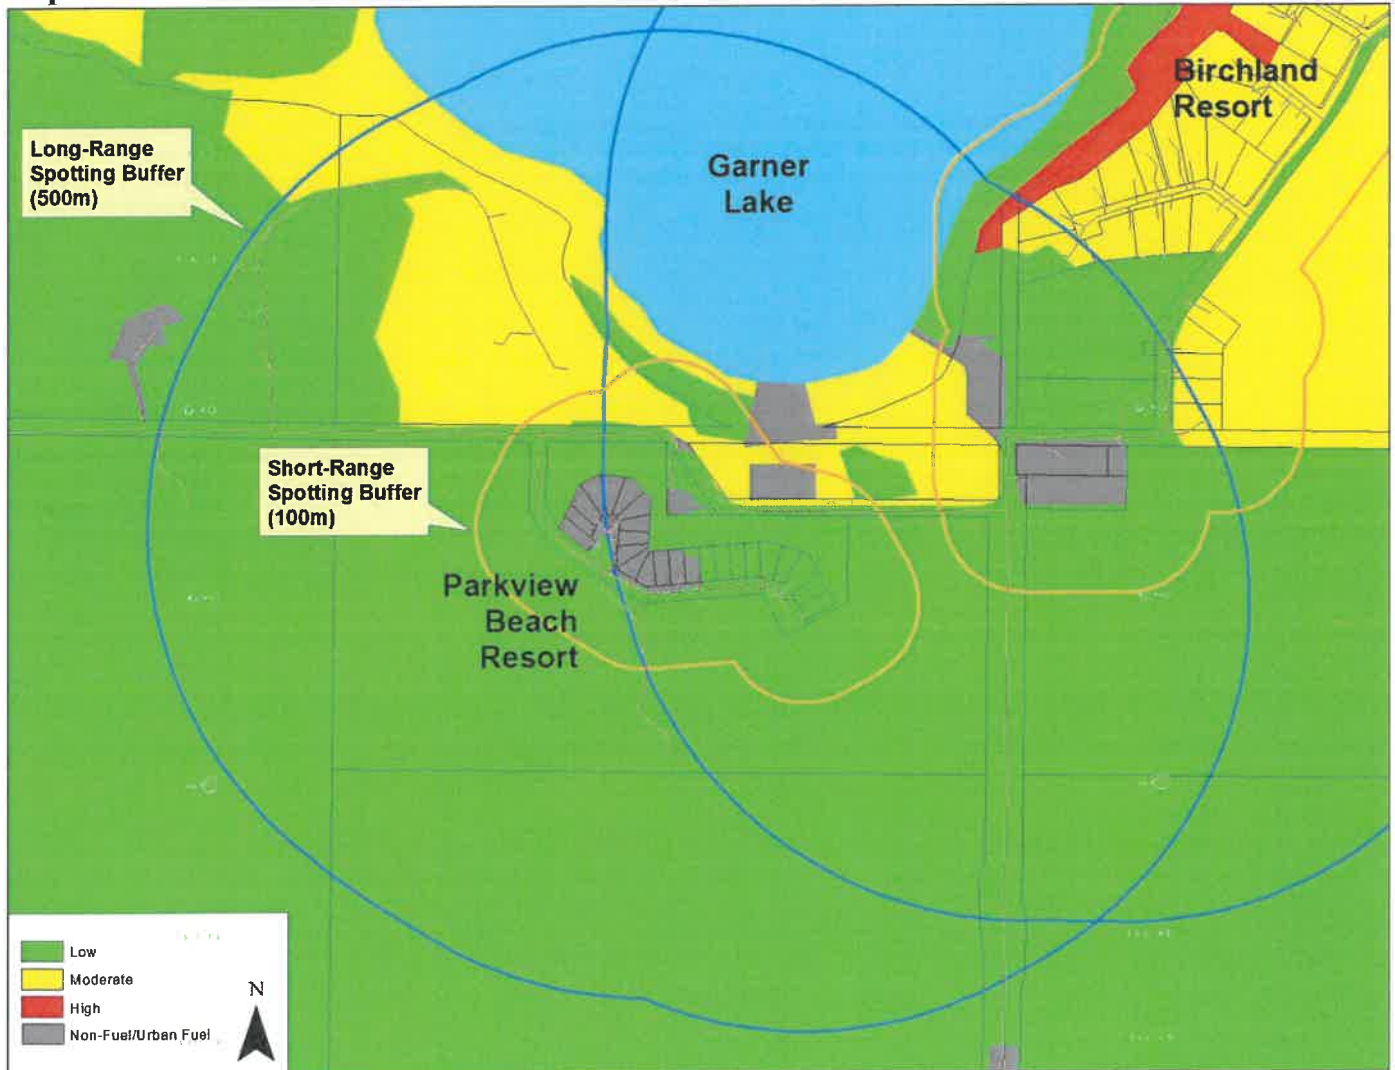 Birchland
Resort
Garner
Lake
Long-Range
Spotting Buffer
(500m)
Short-Range
Spotting Buffer
(100m)
Parkview
Beach
Resort
Low
Moderate
High
Non-Fuel/Urban Fuel
N